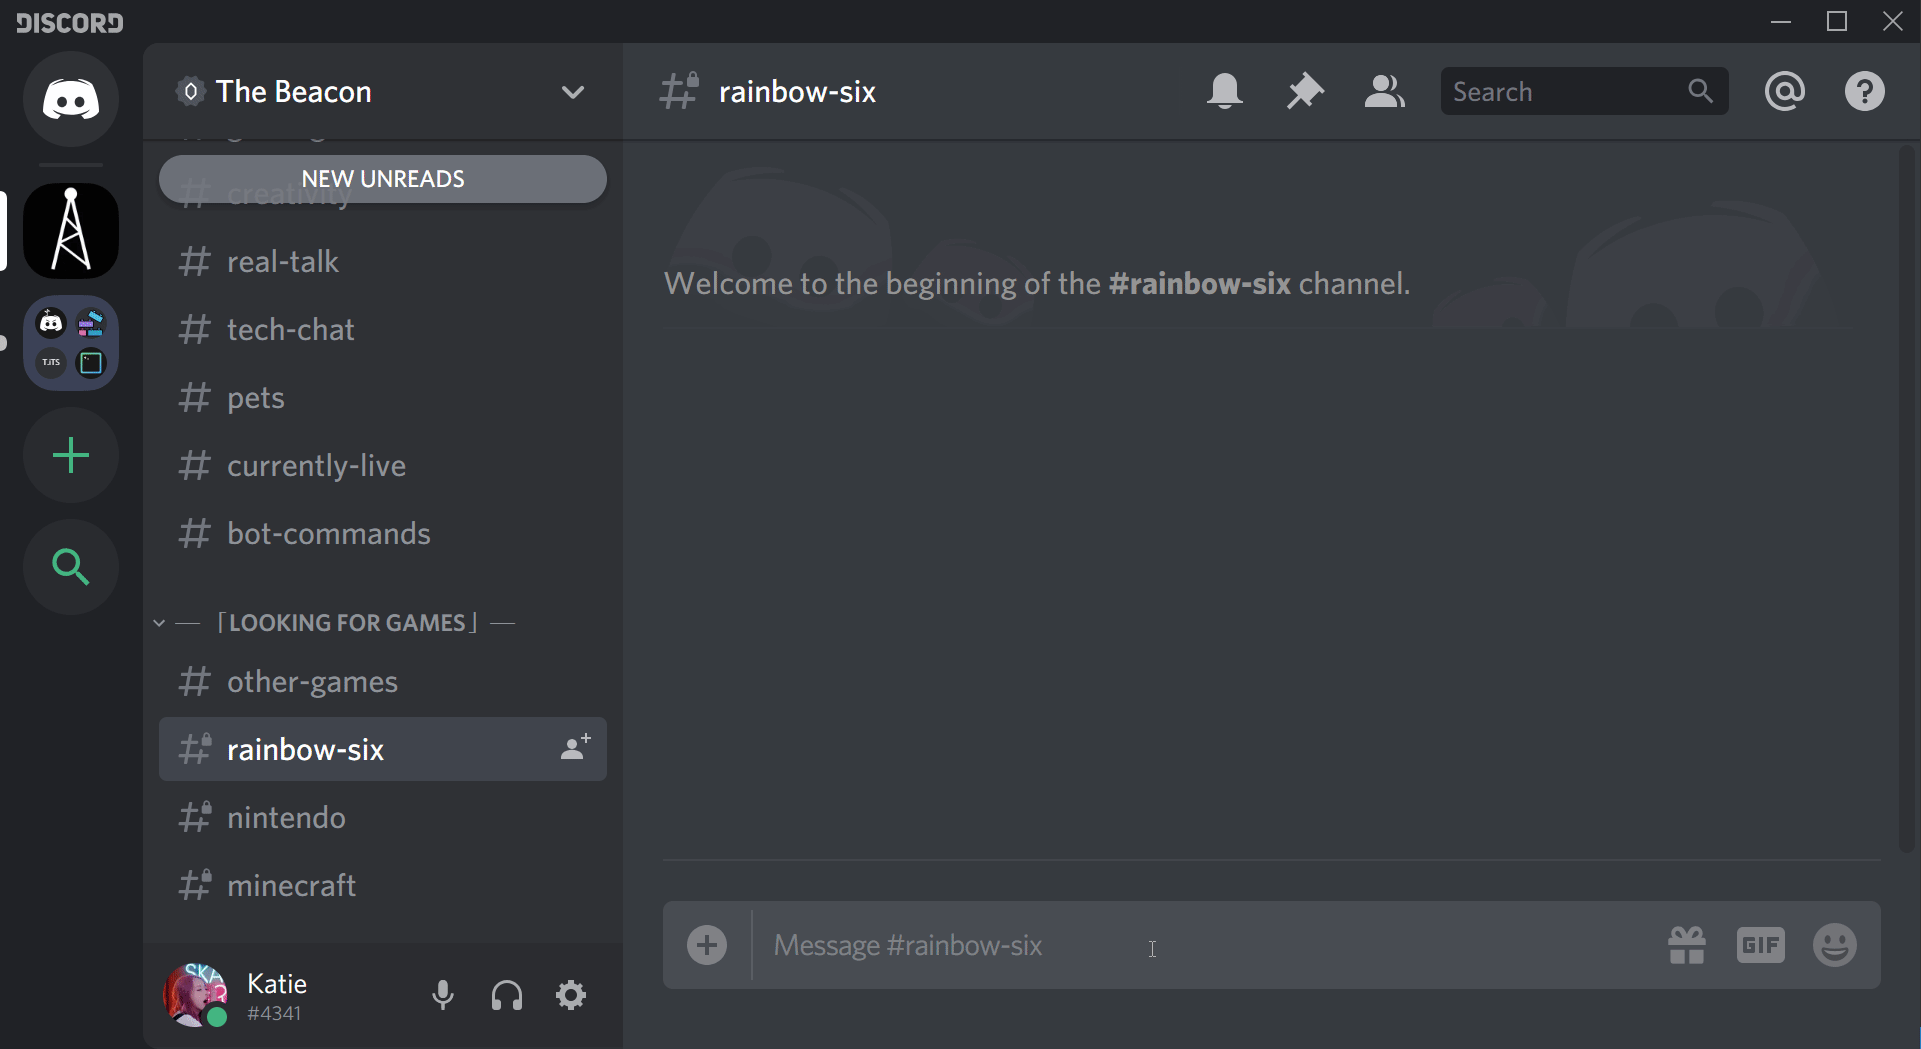 DISCORD
The Beacon
NEW UNREADS
creativity
real-talk
tech-chat
pets
currently-live
bot-commands
— ⌈LOOKING FOR GAMES⌋ —
other-games
rainbow-six
nintendo
minecraft
Katie
#4341
T.ITS
rainbow-six
Search
Welcome to the beginning of the #rainbow-six channel.
Message #rainbow-six
GIF